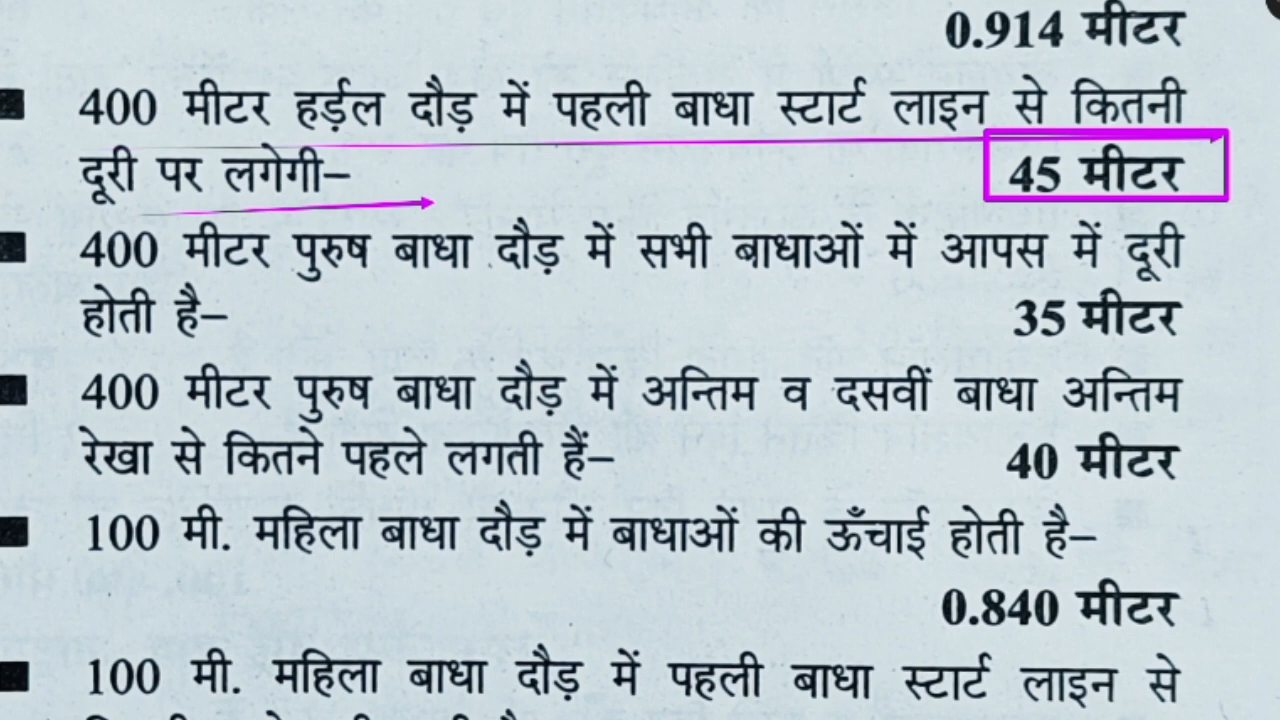 0.914 मीटर
400 मीटर हर्ड़ल दौड़ में पहली बाधा स्टार्ट लाइन से कितनी
दूरी पर लगेगी– 45 मीटर
400 मीटर पुरुष बाधा दौड़ में सभी बाधाओं में आपस में दूरी
होती है– 35 मीटर
400 मीटर पुरुष बाधा दौड़ में अन्तिम व दसवीं बाधा अन्तिम
रेखा से कितने पहले लगती हैं– 40 मीटर
100 मी. महिला बाधा दौड़ में बाधाओं की ऊँचाई होती है–
0.840 मीटर
100 मी. महिला बाधा दौड़ में पहली बाधा स्टार्ट लाइन से